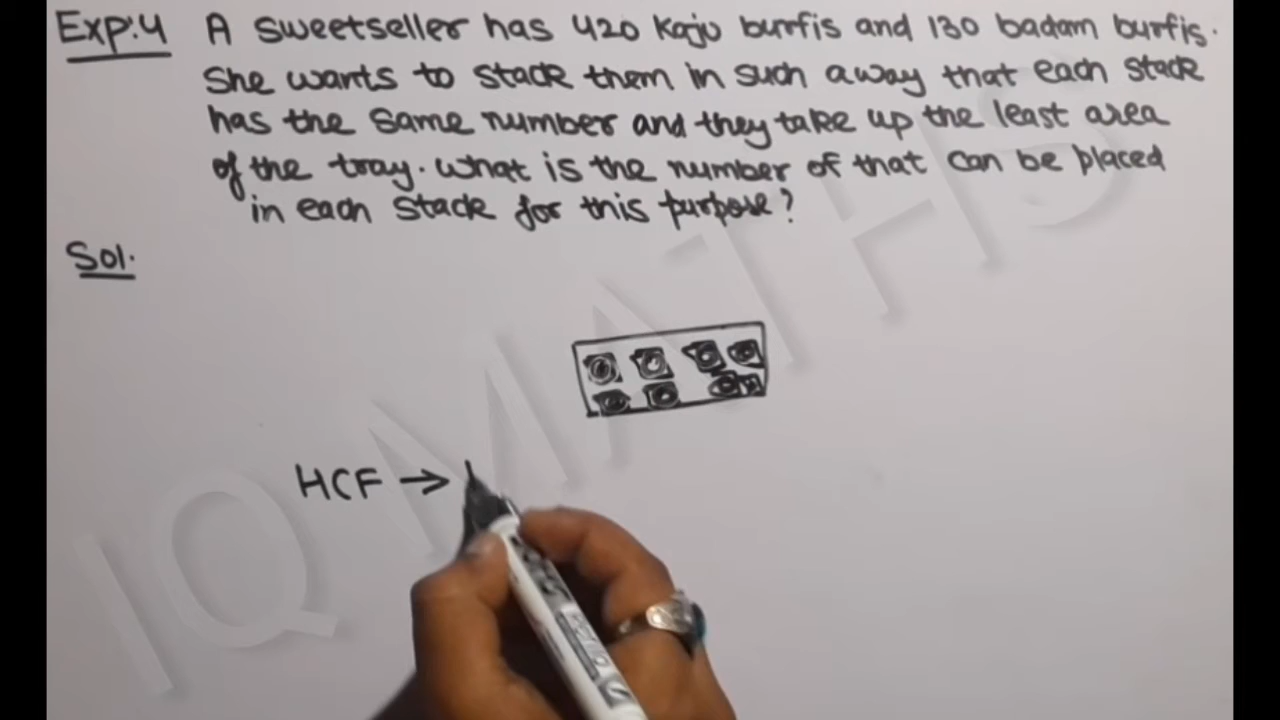 Exp:4 A sweetseller has 420 Kaju burfis and 130 badam burfis.
She wants to stack them in such a way that each stack
has the same number and they take up the least area
of the tray. What is the number of that can be placed
in each stack for this purpose?
Sol.
HCF →
IQ MATHS